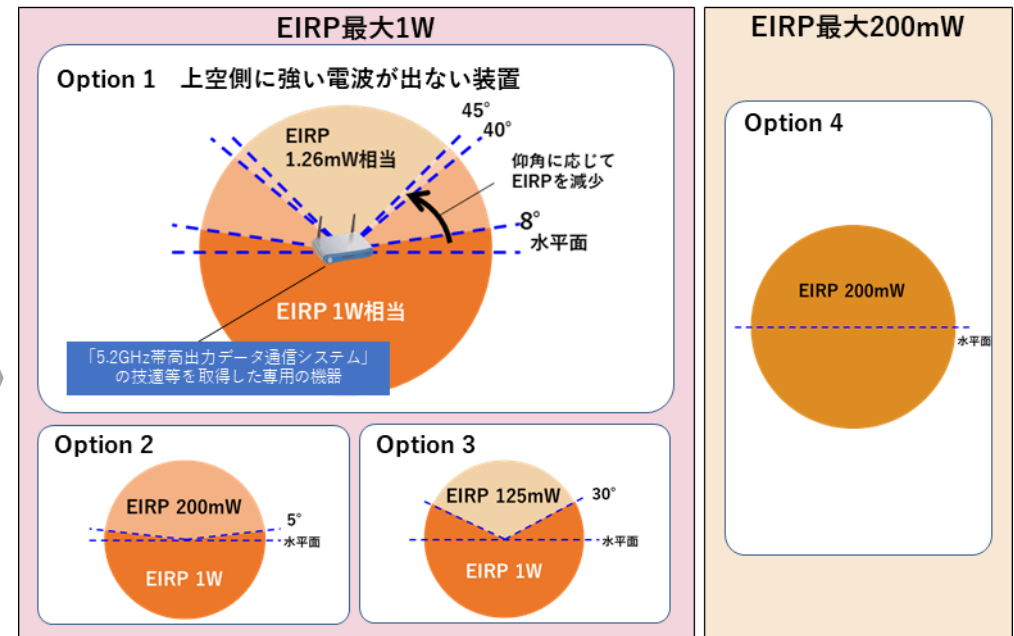 EIRP最大1W
Option 1 上空側に強い電波が出ない装置
45°
40°
EIRP
1.26mW相当
仰角に応じて
EIRPを減少
8°
水平面
EIRP 1W相当
「5.2GHz帯高出力データ通信システム」
の技適等を取得した専用の機器
Option 2
EIRP 200mW
5°
水平面
EIRP 1W
Option 3
EIRP 125mW
30°
水平面
EIRP 1W
EIRP最大200mW
Option 4
EIRP 200mW
水平面